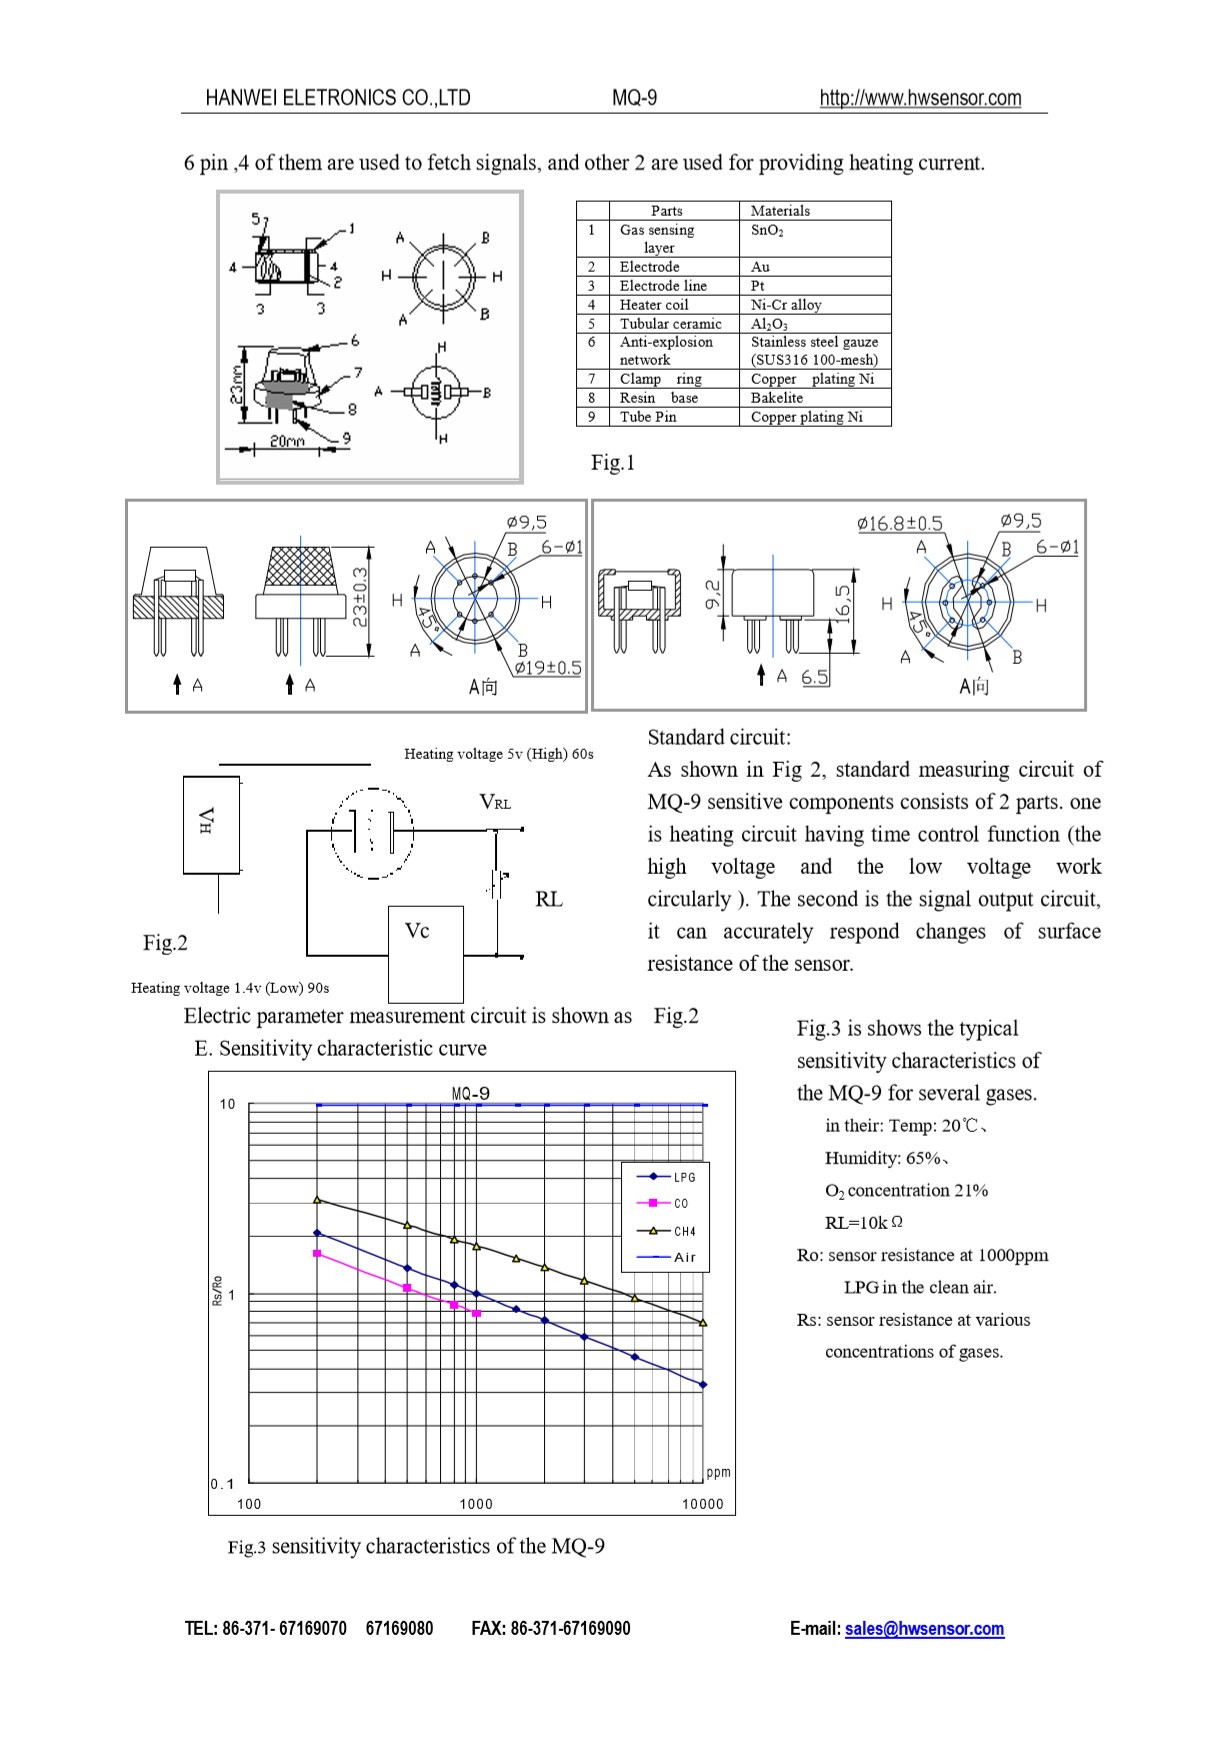 HANWEI ELETRONICS CO.,LTD MQ-9 http://www.hwsensor.com
6 pin ,4 of them are used to fetch signals, and other 2 are used for providing heating current.
5 1
A B
4 4
2
H H
3 3
A B
6
H
23mm
7
A B
8
9
20mm
H
Parts Materials
1 Gas sensing layer SnO₂
2 Electrode Au
3 Electrode line Pt
4 Heater coil Ni-Cr alloy
5 Tubular ceramic Al₂O₃
6 Anti-explosion network Stainless steel gauze (SUS316 100-mesh)
7 Clamp ring Copper plating Ni
8 Resin base Bakelite
9 Tube Pin Copper plating Ni
Fig.1
Ø9,5
A B 6-Ø1
23±0.3
H H
45°
A B
Ø19±0.5
A A A向
Ø16.8±0.5 Ø9,5
A B 6-Ø1
9,2
16,5
H H
45°
A B
A 6.5 A向
Heating voltage 5v (High) 60s
VH
VRL
RL
Vc
Fig.2
Heating voltage 1.4v (Low) 90s
Standard circuit:
As shown in Fig 2, standard measuring circuit of
MQ-9 sensitive components consists of 2 parts. one
is heating circuit having time control function (the
high voltage and the low voltage work
circularly ). The second is the signal output circuit,
it can accurately respond changes of surface
resistance of the sensor.
Electric parameter measurement circuit is shown as Fig.2
E. Sensitivity characteristic curve
MQ-9
10
LPG
CO
CH4
Air
Rs/Ro
1
0.1
ppm
100 1000 10000
Fig.3 is shows the typical
sensitivity characteristics of
the MQ-9 for several gases.
in their: Temp: 20℃、
Humidity: 65%、
O₂ concentration 21%
RL=10kΩ
Ro: sensor resistance at 1000ppm
LPG in the clean air.
Rs: sensor resistance at various
concentrations of gases.
Fig.3 sensitivity characteristics of the MQ-9
TEL: 86-371- 67169070 67169080 FAX: 86-371-67169090 E-mail: sales@hwsensor.com